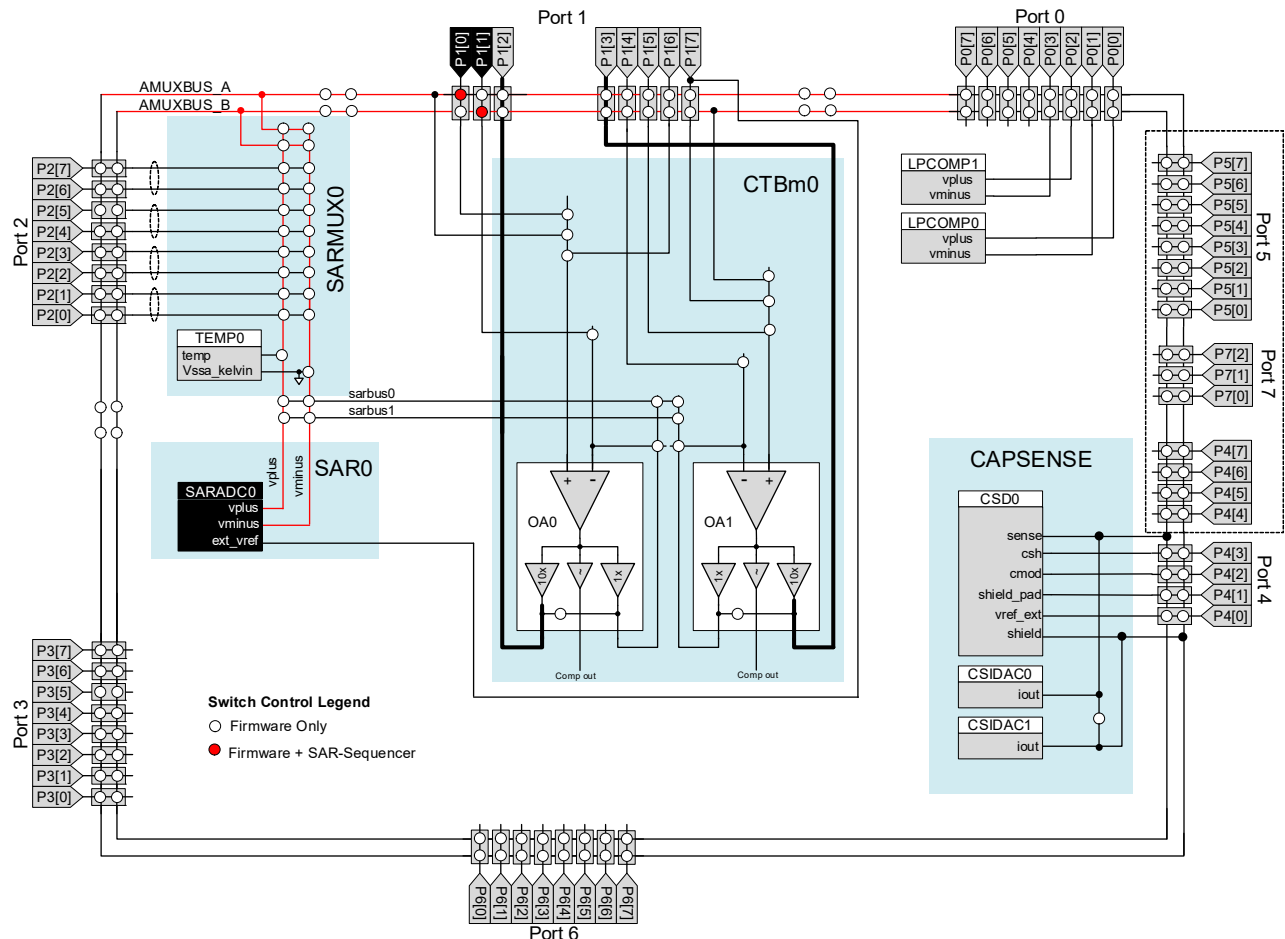 Port 1
Port 0
P1[0]
P1[1]
P1[2]
P1[3]
P1[4]
P1[5]
P1[6]
P1[7]
P0[7]
P0[6]
P0[5]
P0[4]
P0[3]
P0[2]
P0[1]
P0[0]
AMUXBUS_A
AMUXBUS_B
Port 2
P2[7]
P2[6]
P2[5]
P2[4]
P2[3]
P2[2]
P2[1]
P2[0]
SARMUX0
TEMP0
temp
Vssa_kelvin
sarbus0
sarbus1
vplus
vminus
SAR0
SARADC0
vplus
vminus
ext_vref
CTBm0
+
-
OA0
10x
~
1x
Comp out
-
+
OA1
1x
~
10x
Comp out
LPCOMP1
vplus
vminus
LPCOMP0
vplus
vminus
P5[7]
P5[6]
P5[5]
P5[4]
P5[3]
P5[2]
P5[1]
P5[0]
Port 5
P7[2]
P7[1]
P7[0]
Port 7
P4[7]
P4[6]
P4[5]
P4[4]
P4[3]
P4[2]
P4[1]
P4[0]
Port 4
CAPSENSE
CSD0
sense
csh
cmod
shield_pad
vref_ext
shield
CSIDAC0
iout
CSIDAC1
iout
Port 3
P3[7]
P3[6]
P3[5]
P3[4]
P3[3]
P3[2]
P3[1]
P3[0]
Switch Control Legend
Firmware Only
Firmware + SAR-Sequencer
P6[0]
P6[1]
P6[2]
P6[3]
P6[4]
P6[5]
P6[6]
P6[7]
Port 6